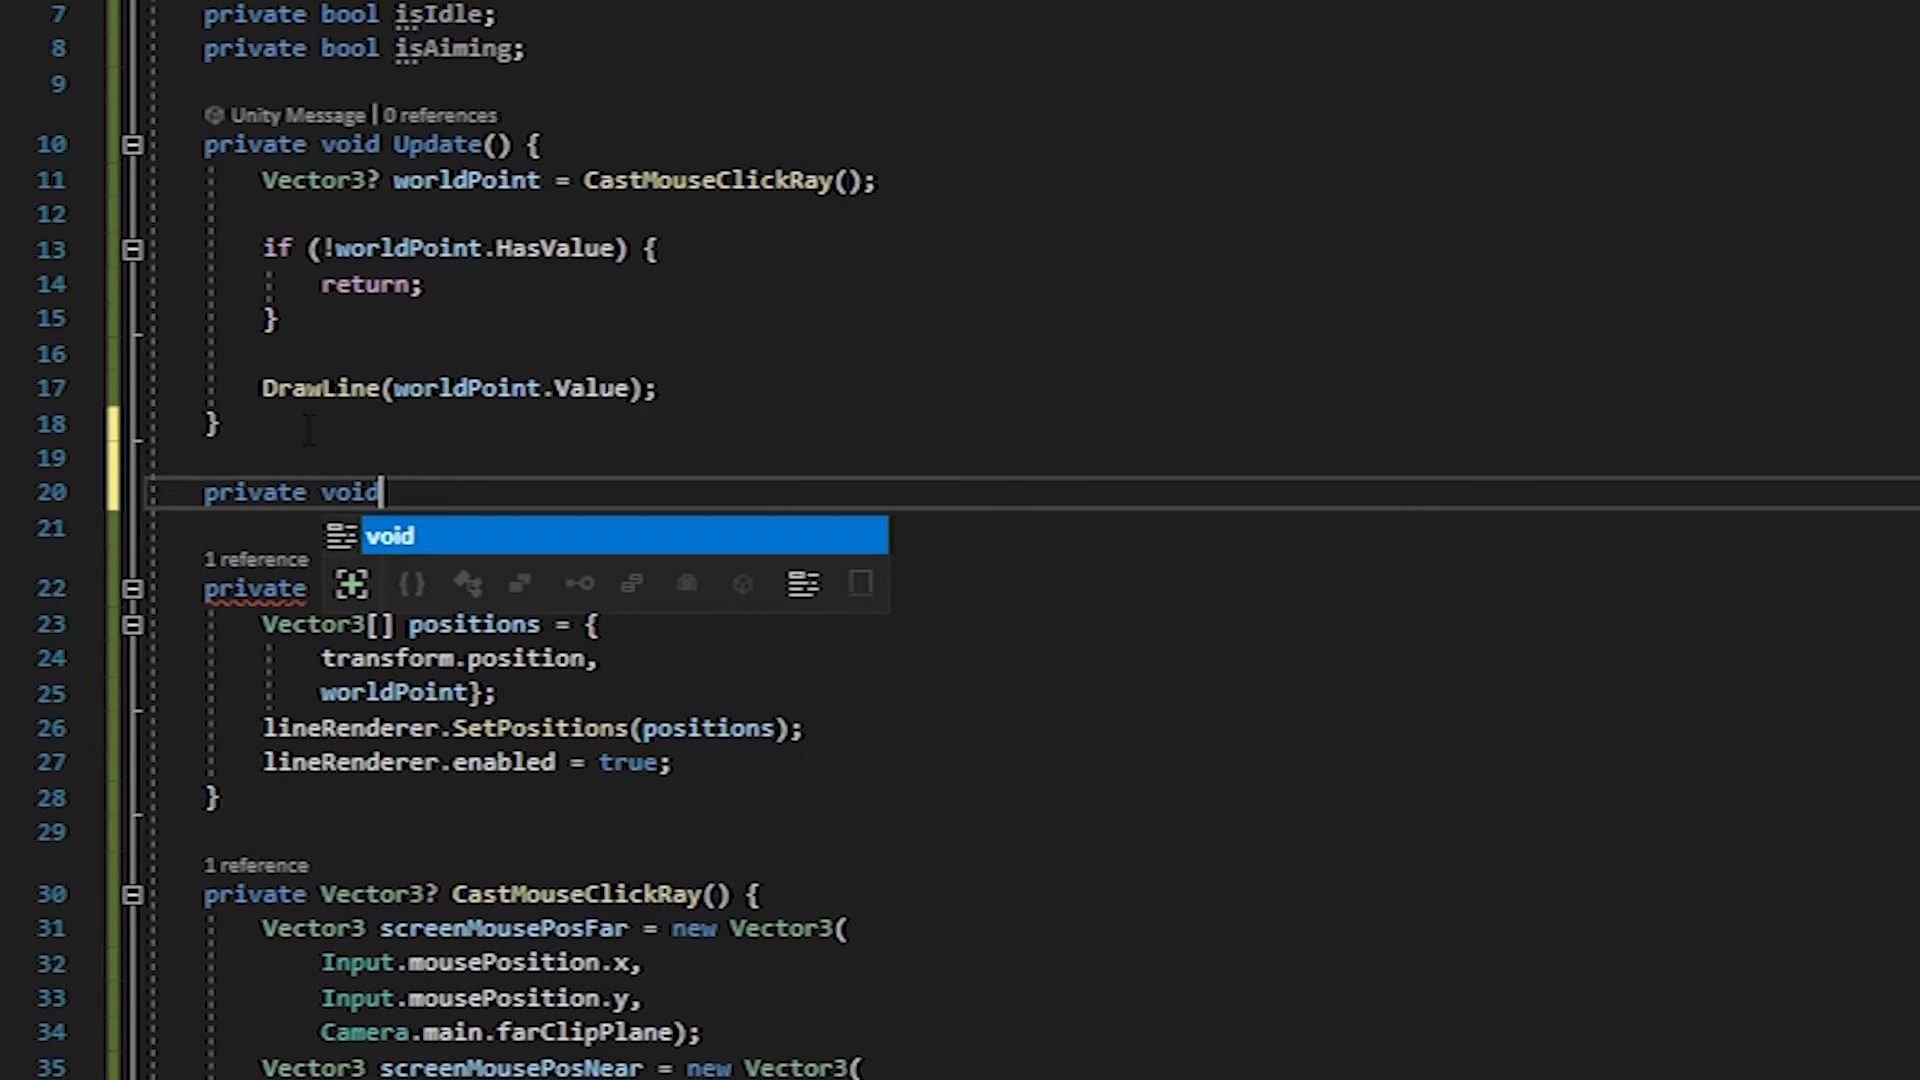 7 private bool isIdle;
8 private bool isAiming;
9
Unity Message | 0 references
10 private void Update() {
11 Vector3? worldPoint = CastMouseClickRay();
12
13 if (!worldPoint.HasValue) {
14 return;
15 }
16
17 DrawLine(worldPoint.Value);
18 }
19
20 private void
21
void
1 reference
22 private
23 Vector3[] positions = {
24 transform.position,
25 worldPoint};
26 lineRenderer.SetPositions(positions);
27 lineRenderer.enabled = true;
28 }
29
1 reference
30 private Vector3? CastMouseClickRay() {
31 Vector3 screenMousePosFar = new Vector3(
32 Input.mousePosition.x,
33 Input.mousePosition.y,
34 Camera.main.farClipPlane);
35 Vector3 screenMousePosNear = new Vector3(